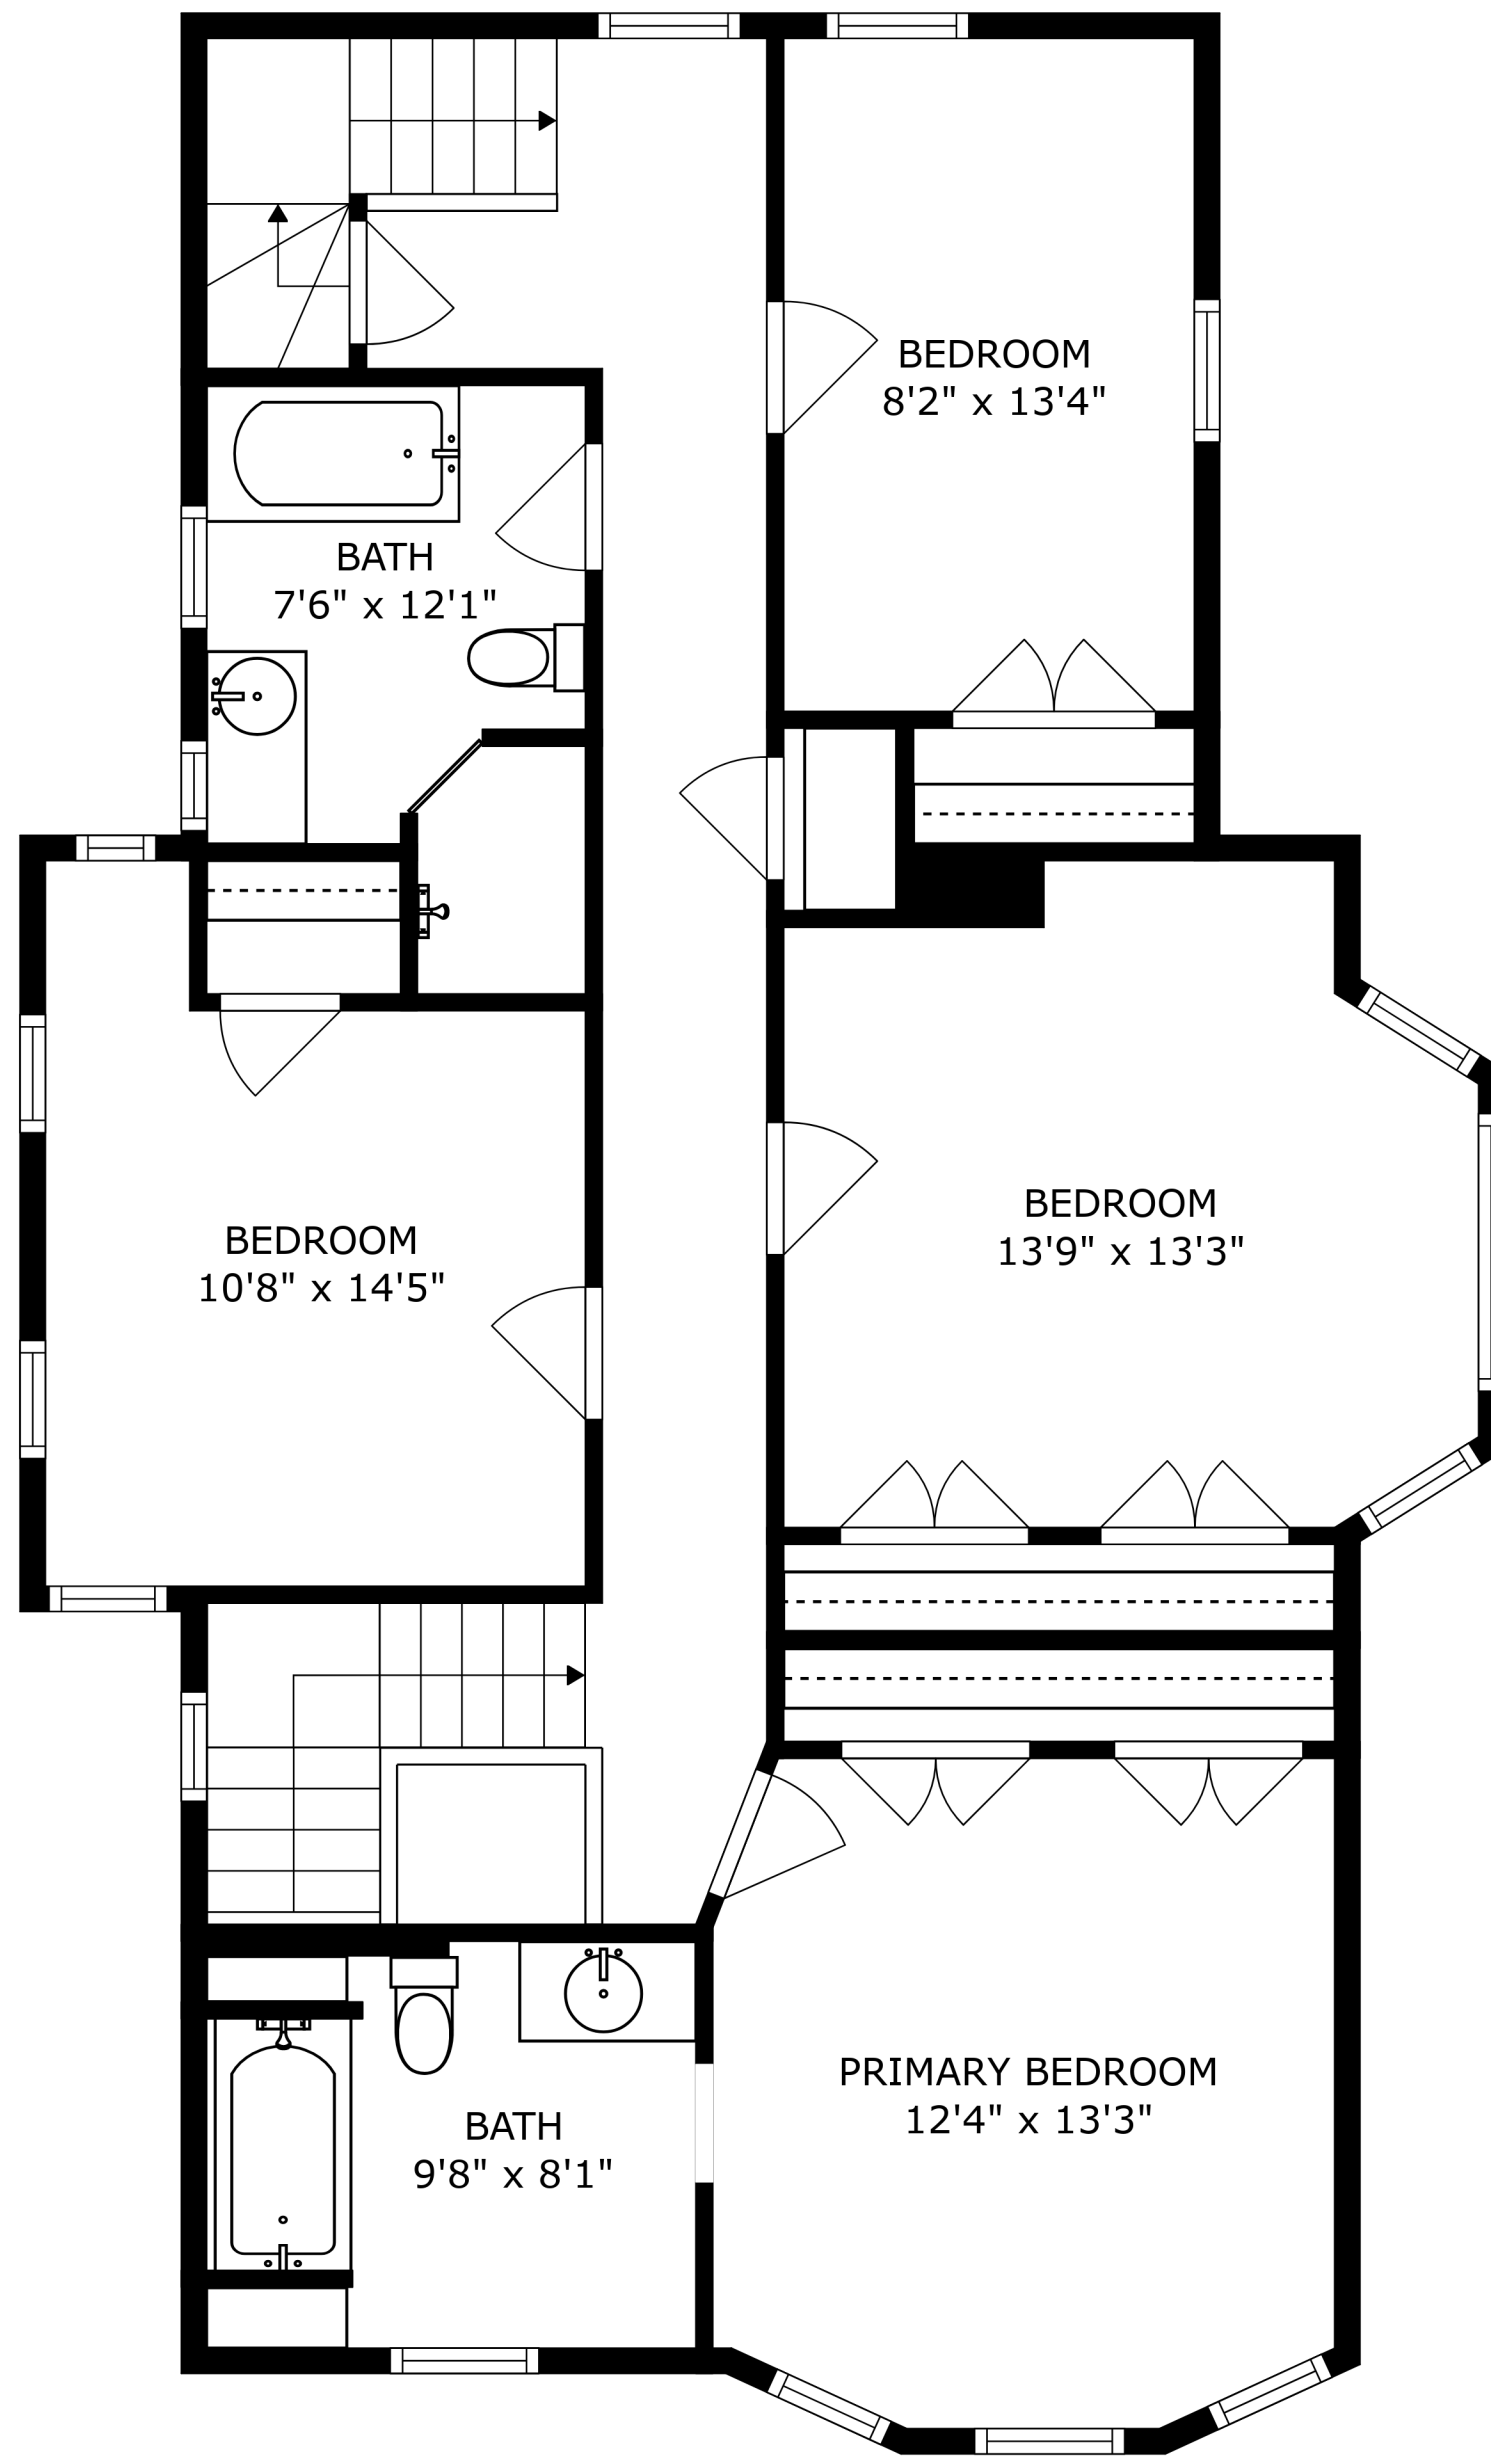 BEDROOM
8'2" x 13'4"
BATH
7'6" x 12'1"
BEDROOM
13'9" x 13'3"
BEDROOM
10'8" x 14'5"
PRIMARY BEDROOM
12'4" x 13'3"
BATH
9'8" x 8'1"